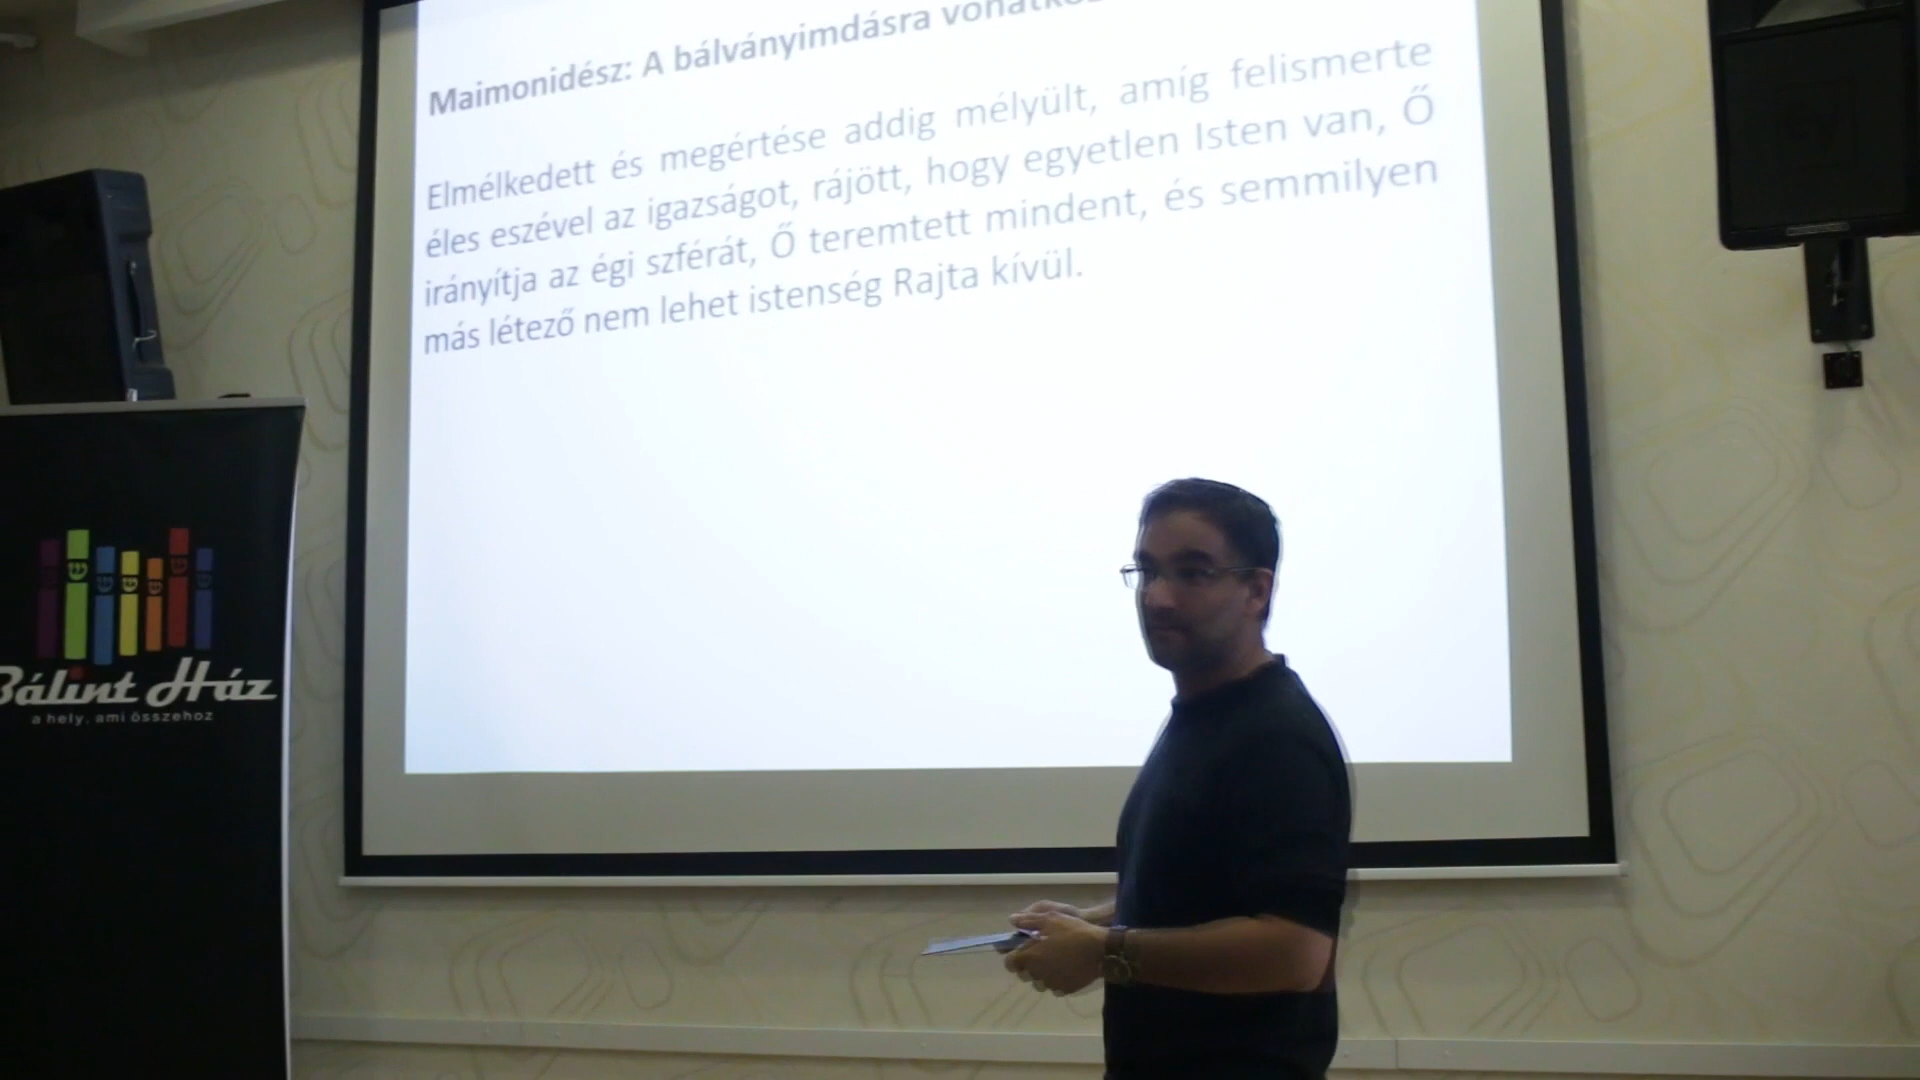 Maimonidész: A bálványimdásra
Elmélkedett és megértése addig mélyült, amíg felismerte
éles eszével az igazságot, rájött, hogy egyetlen Isten van, Ő
irányítja az égi szférát, Ő teremtett mindent, és semmilyen
más létező nem lehet istenség Rajta kívül.
Bálint Ház
a hely, ami összehoz